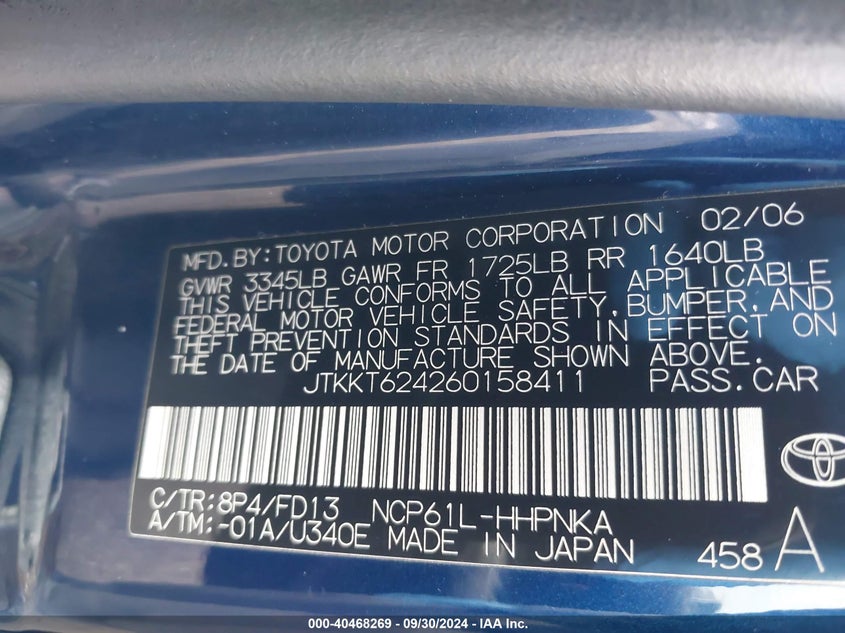 MFD.BY:TOYOTA MOTOR CORPORATION 02/06
GVWR 3345LB GAWR FR 1725LB RR 1640LB
THIS VEHICLE CONFORMS TO ALL APPLICABLE
FEDERAL MOTOR VEHICLE SAFETY,BUMPER,AND
THEFT PREVENTION STANDARDS IN EFFECT ON
THE DATE OF MANUFACTURE SHOWN ABOVE.
JTKKT624260158411 PASS.CAR
C/TR:8P4/FD13 NCP61L-HHPNKA
A/TM:-01A/U340E MADE IN JAPAN 458 A
000-40468269 - 09/30/2024 - IAA Inc.